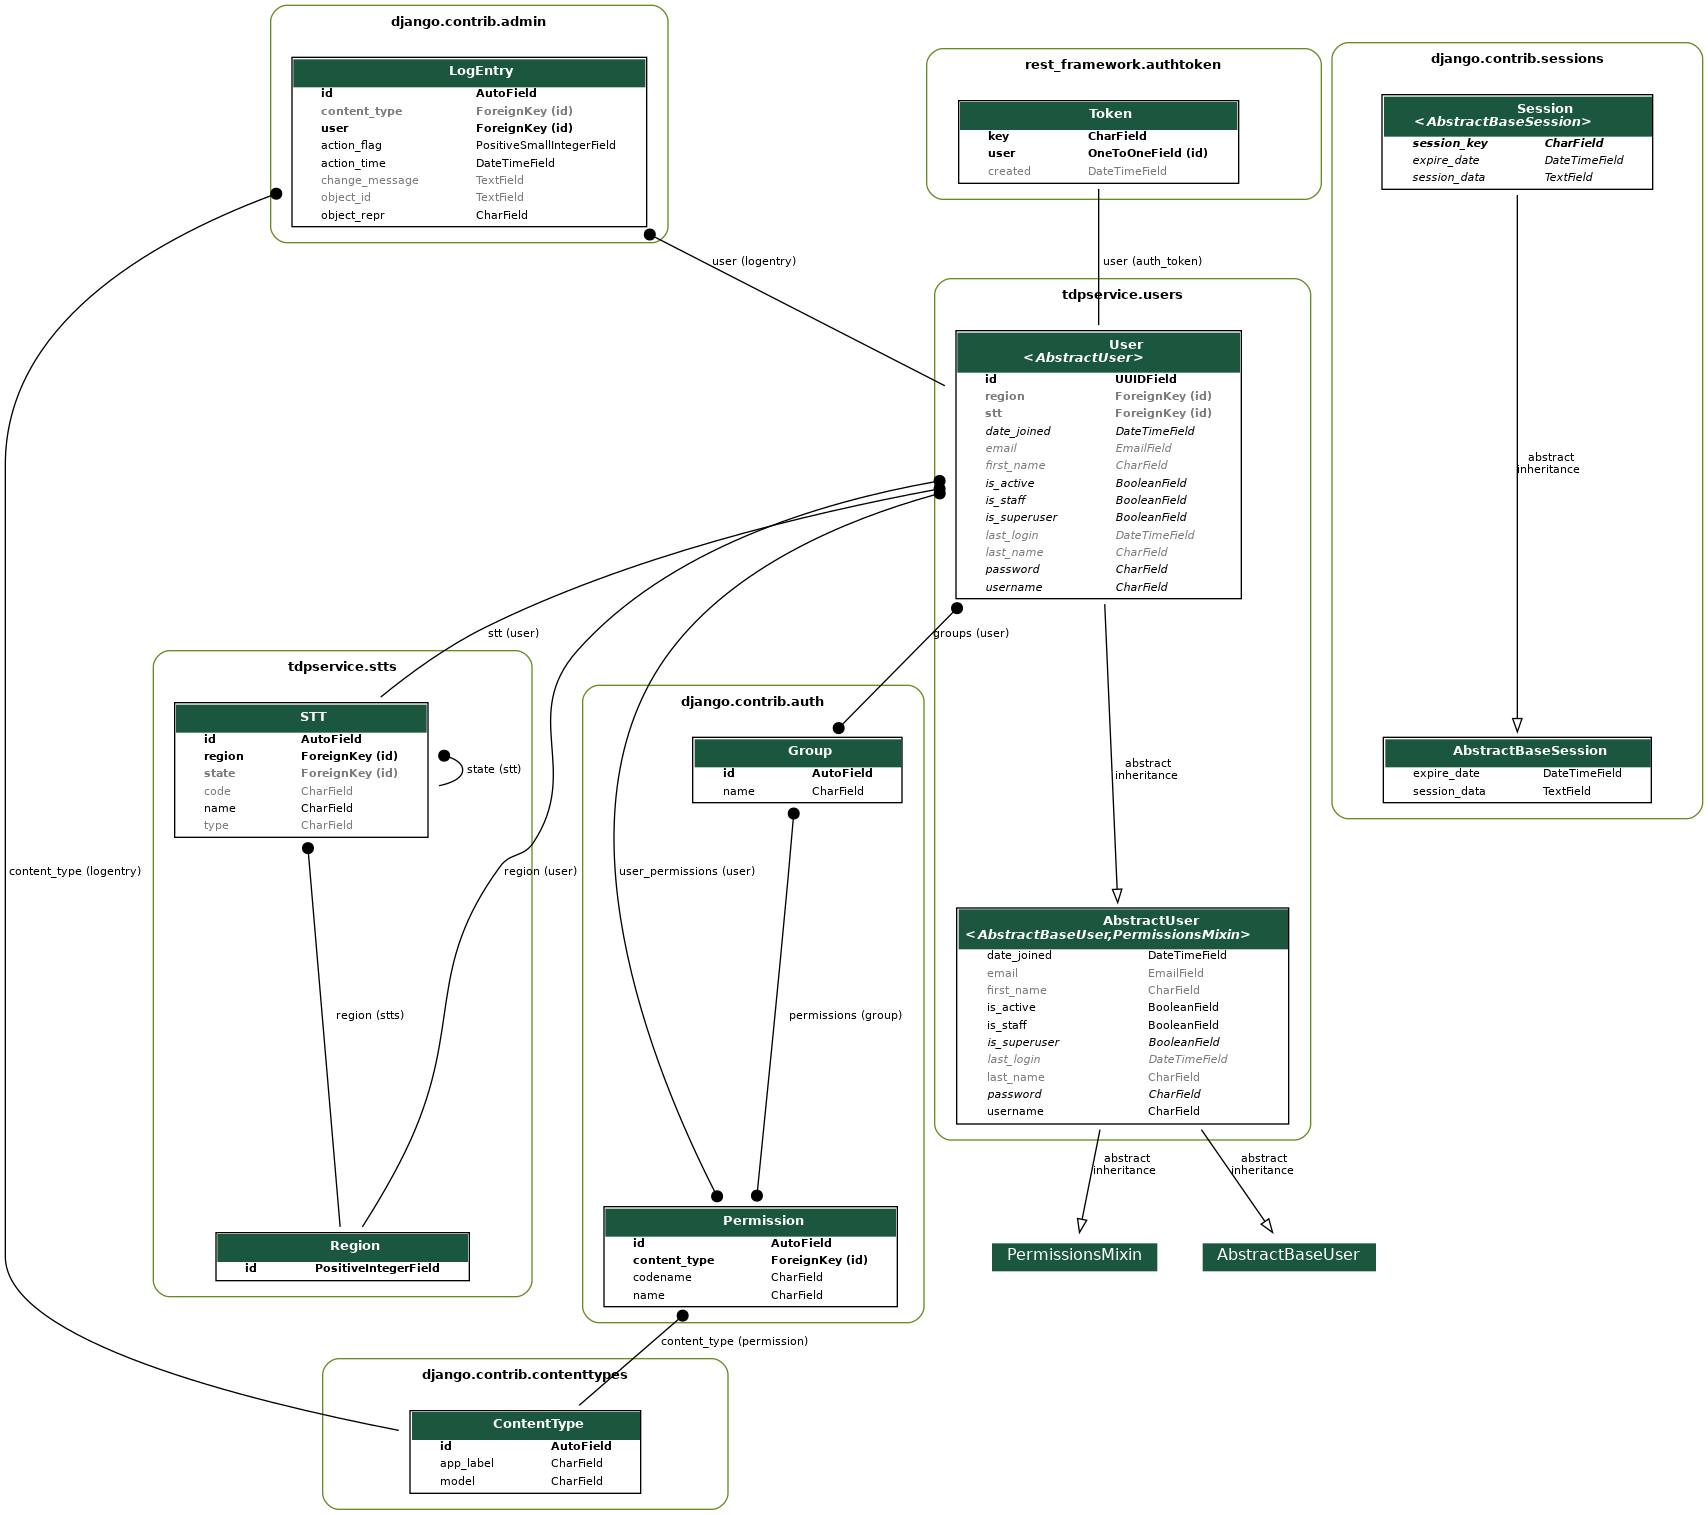 django.contrib.admin
LogEntry
id AutoField
content_type ForeignKey (id)
user ForeignKey (id)
action_flag PositiveSmallIntegerField
action_time DateTimeField
change_message TextField
object_id TextField
object_repr CharField
rest_framework.authtoken
Token
key CharField
user OneToOneField (id)
created DateTimeField
django.contrib.sessions
Session
<AbstractBaseSession>
session_key CharField
expire_date DateTimeField
session_data TextField
user (logentry)
user (auth_token)
tdpservice.users
User
<AbstractUser>
id UUIDField
region ForeignKey (id)
stt ForeignKey (id)
date_joined DateTimeField
email EmailField
first_name CharField
is_active BooleanField
is_staff BooleanField
is_superuser BooleanField
last_login DateTimeField
last_name CharField
password CharField
username CharField
abstract
inheritance
stt (user)
groups (user)
tdpservice.stts
STT
id AutoField
region ForeignKey (id)
state ForeignKey (id)
code CharField
name CharField
type CharField
state (stt)
django.contrib.auth
Group
id AutoField
name CharField
abstract
inheritance
AbstractBaseSession
expire_date DateTimeField
session_data TextField
content_type (logentry)
region (user)
user_permissions (user)
AbstractUser
<AbstractBaseUser,PermissionsMixin>
date_joined DateTimeField
email EmailField
first_name CharField
is_active BooleanField
is_staff BooleanField
is_superuser BooleanField
last_login DateTimeField
last_name CharField
password CharField
username CharField
region (stts)
permissions (group)
abstract
inheritance
abstract
inheritance
Region
id PositiveIntegerField
Permission
id AutoField
content_type ForeignKey (id)
codename CharField
name CharField
PermissionsMixin
AbstractBaseUser
content_type (permission)
django.contrib.contenttypes
ContentType
id AutoField
app_label CharField
model CharField